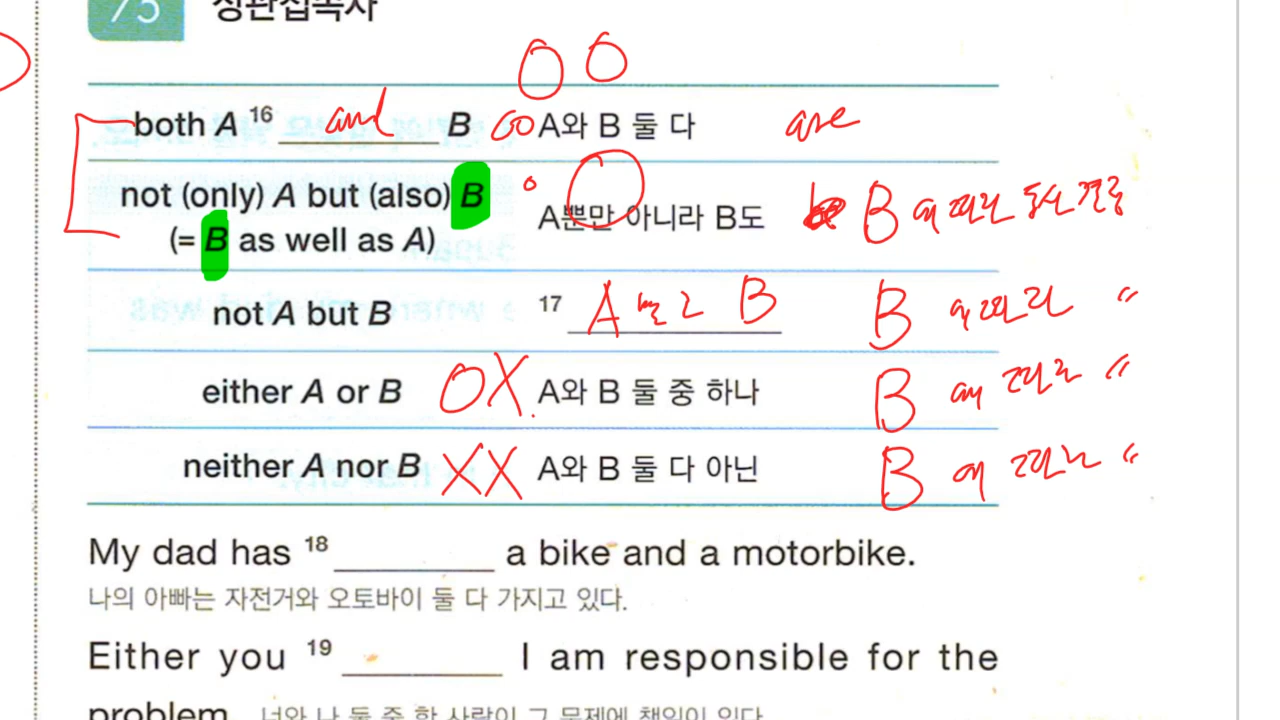 75 상관접속사
both A 16 and B A와 B 둘 다 are
not (only) A but (also) B
A뿐만 아니라 B도 B에 따라 동사 결정
(= B as well as A)
not A but B 17 A 말고 B B에 따라 "
either A or B OX A와 B 둘 중 하나 B에 따라 "
neither A nor B XX A와 B 둘 다 아닌 B에 따라 "
My dad has 18 ________ a bike and a motorbike.
나의 아빠는 자전거와 오토바이 둘 다 가지고 있다.
Either you 19 ________ I am responsible for the
problem. 너와 나 둘 중 한 사람이 그 문제에 책임이 있다.